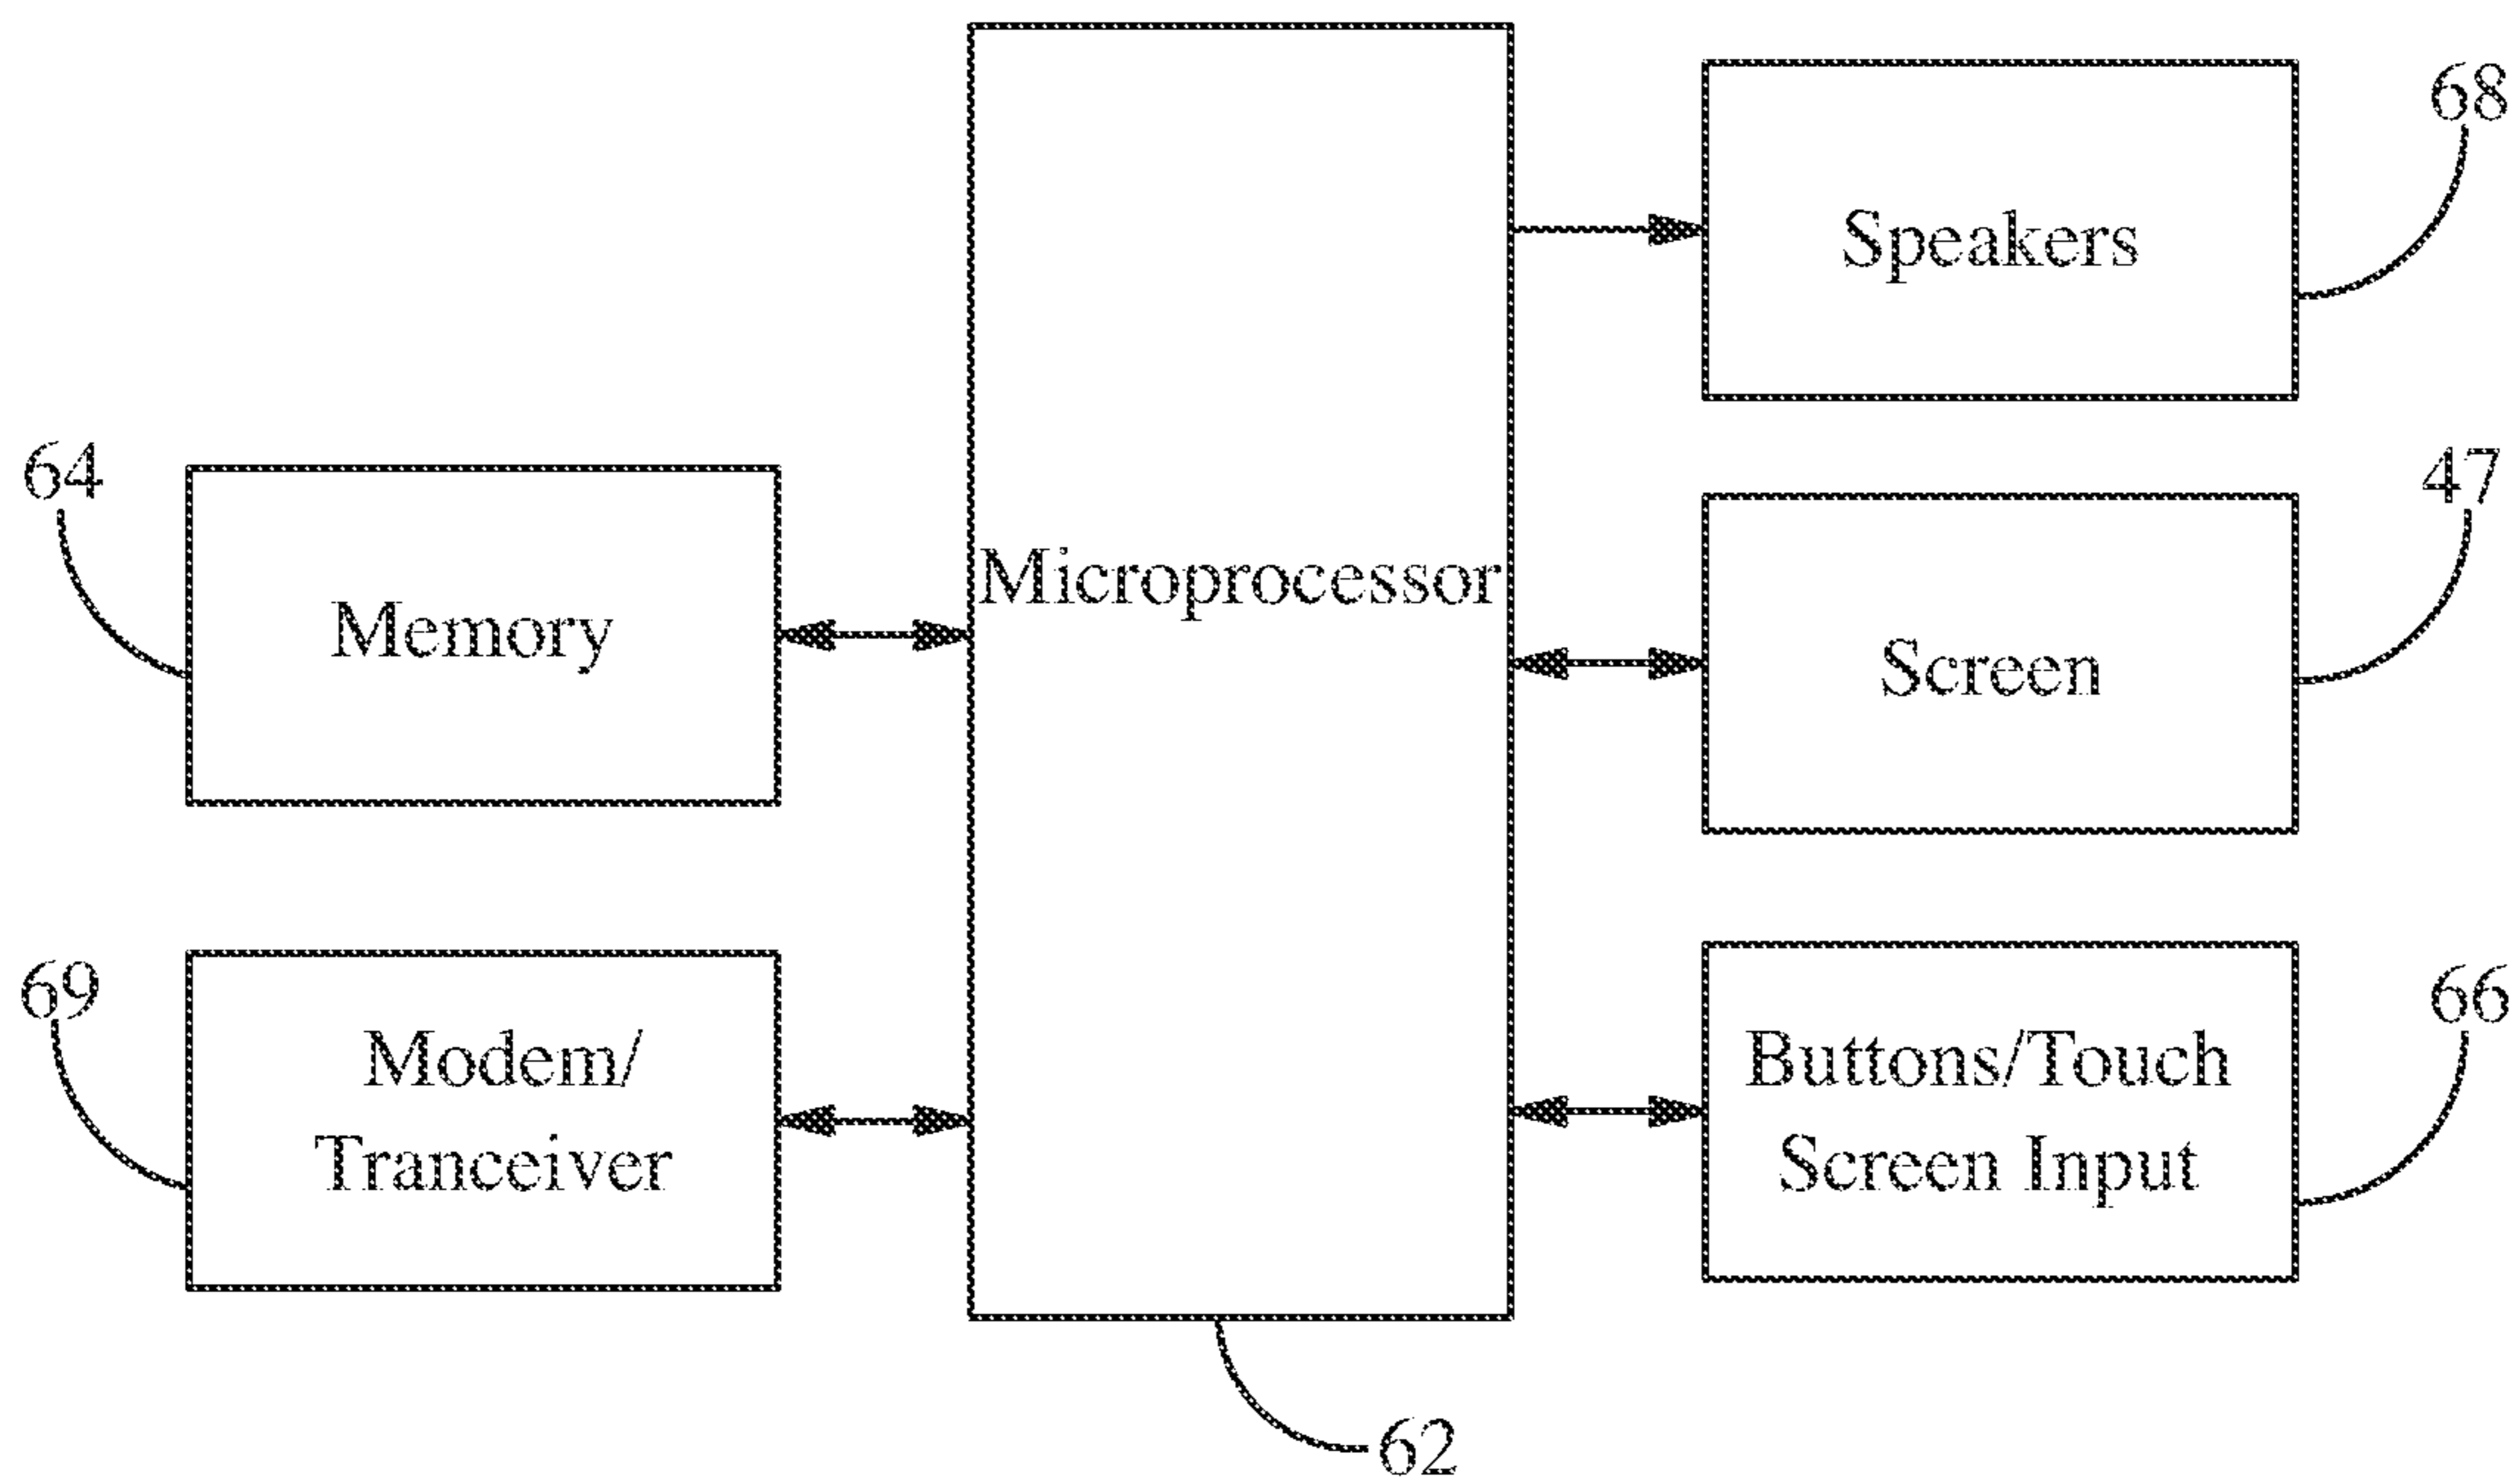 68
Speakers
64
47
Microprocessor
Memory
Screen
69
66
Modem/
Tranceiver
Buttons/Touch
Screen Input
62